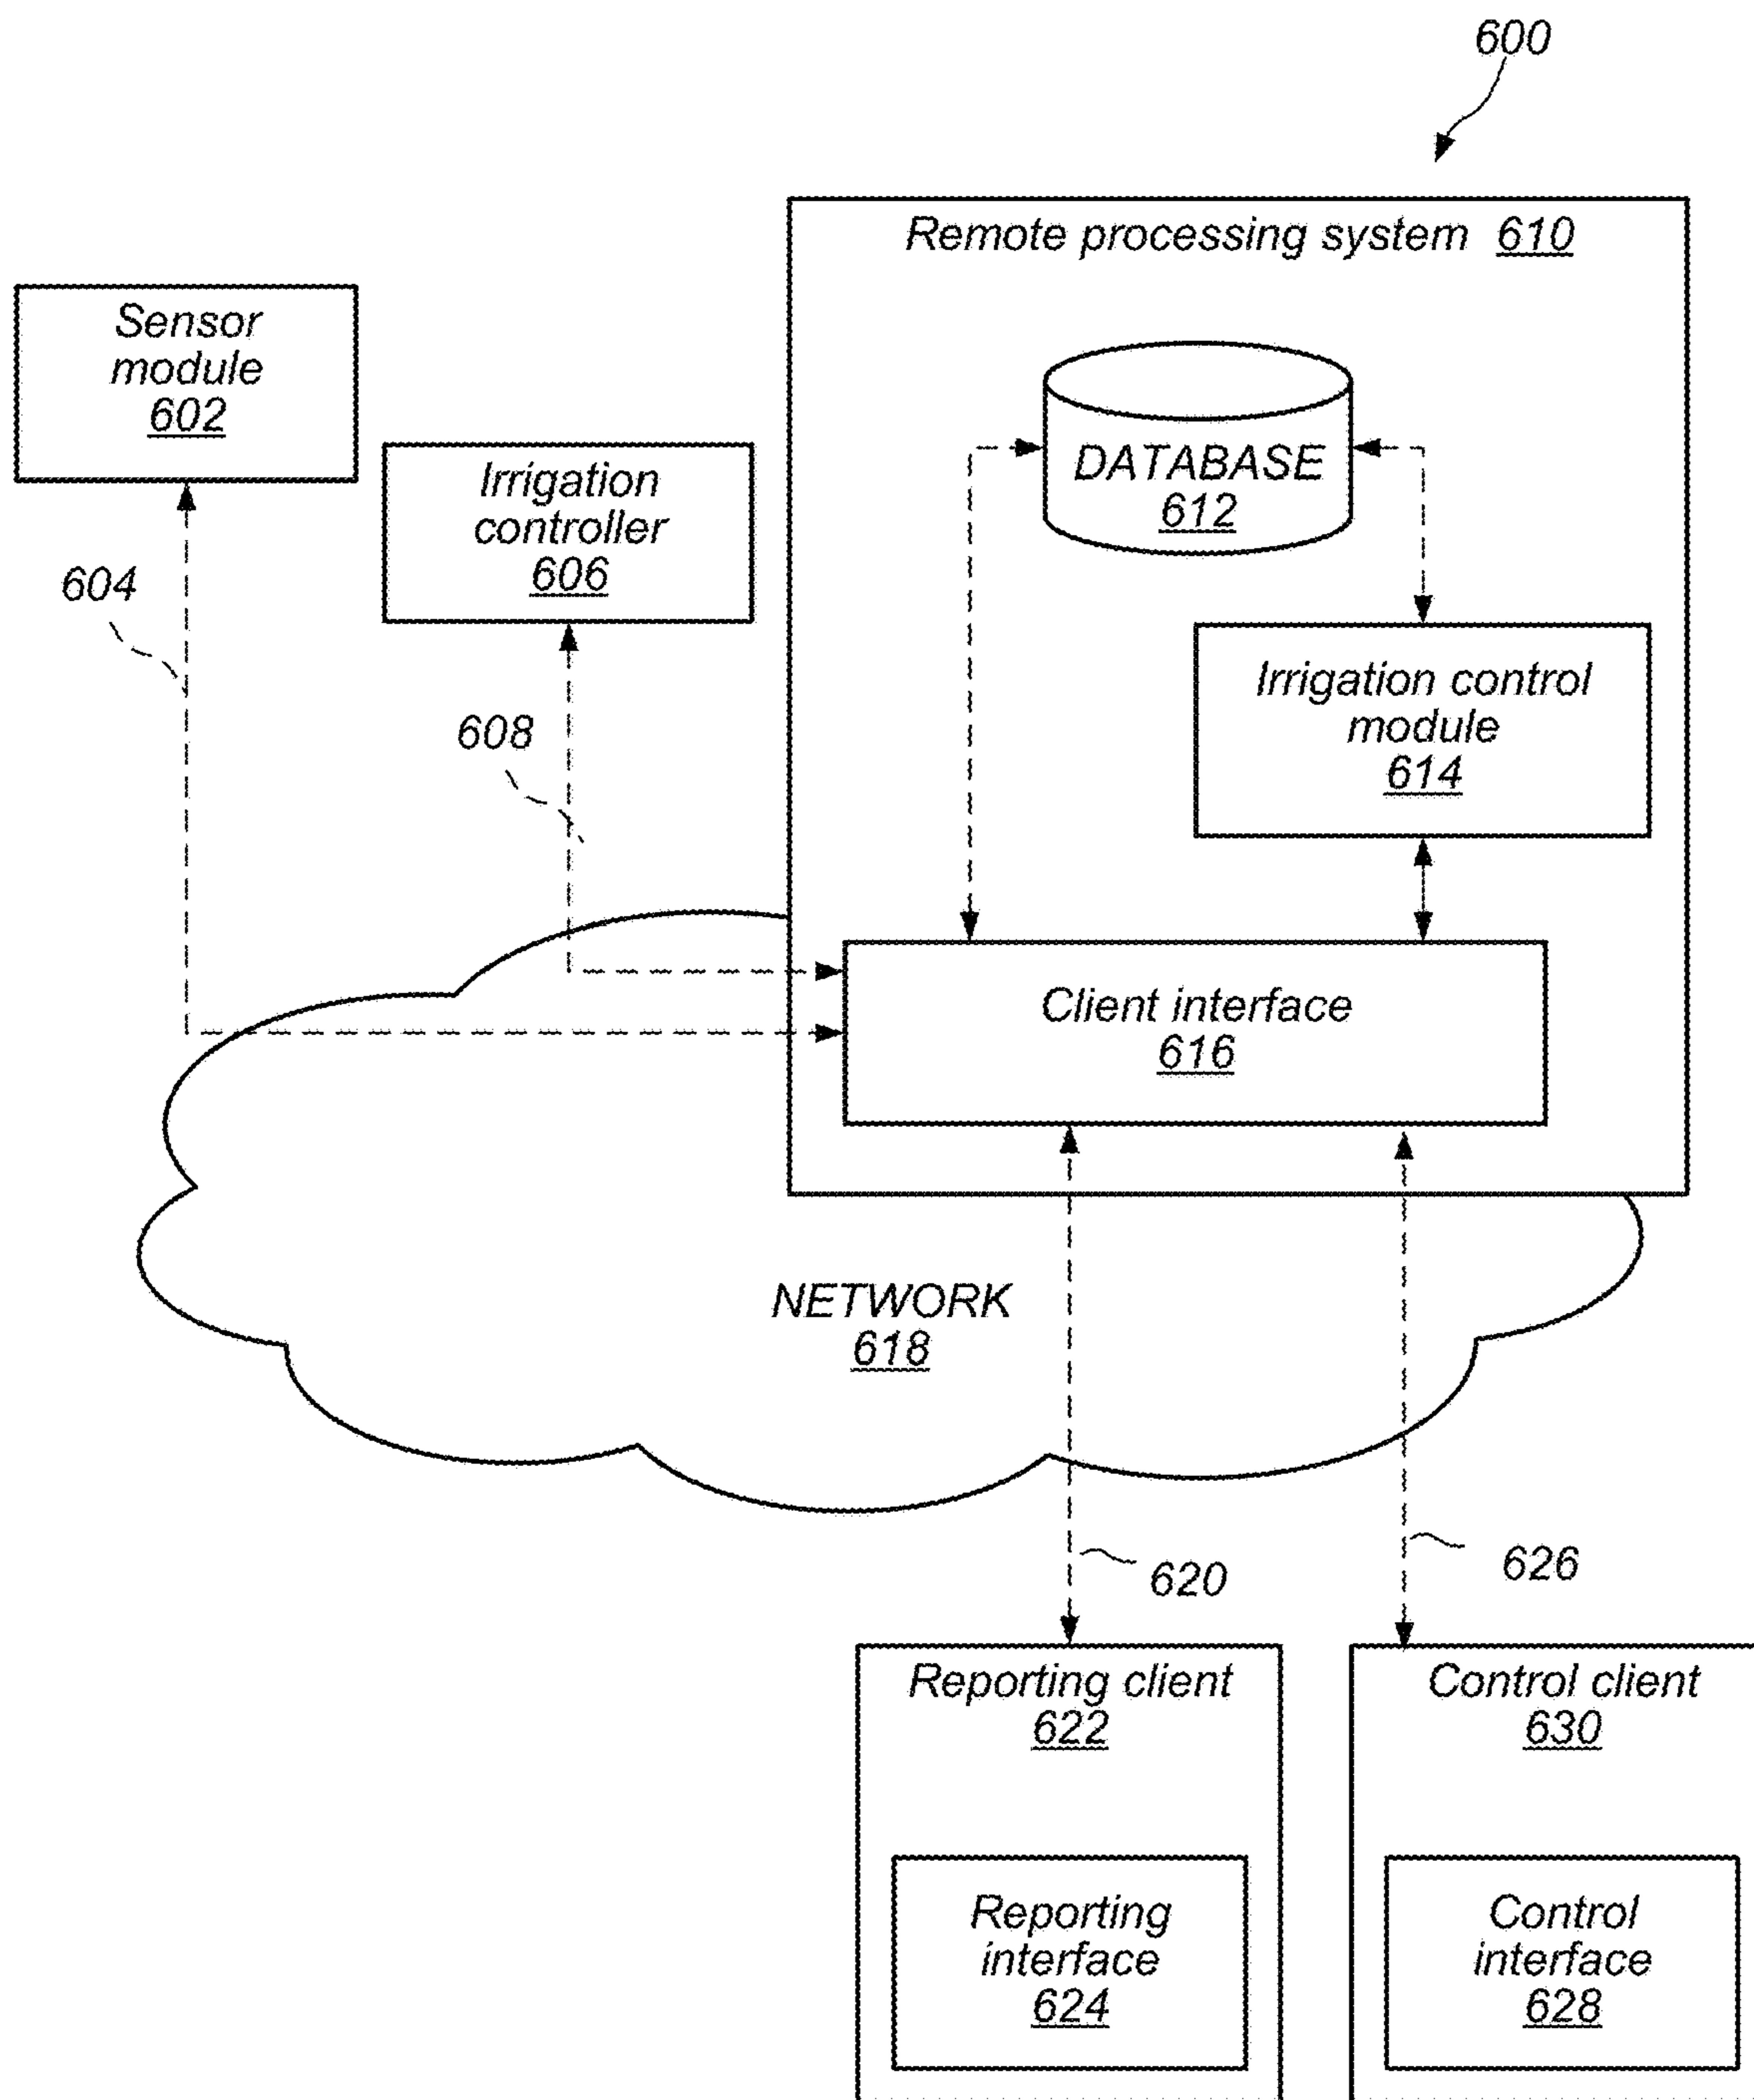 600
Remote processing system 610
Sensor
module
602
Irrigation
controller
606
DATABASE
612
604
608
Irrigation control
module
614
Client interface
616
NETWORK
618
620
626
Reporting client
622
Control client
630
Reporting
interface
624
Control
interface
628